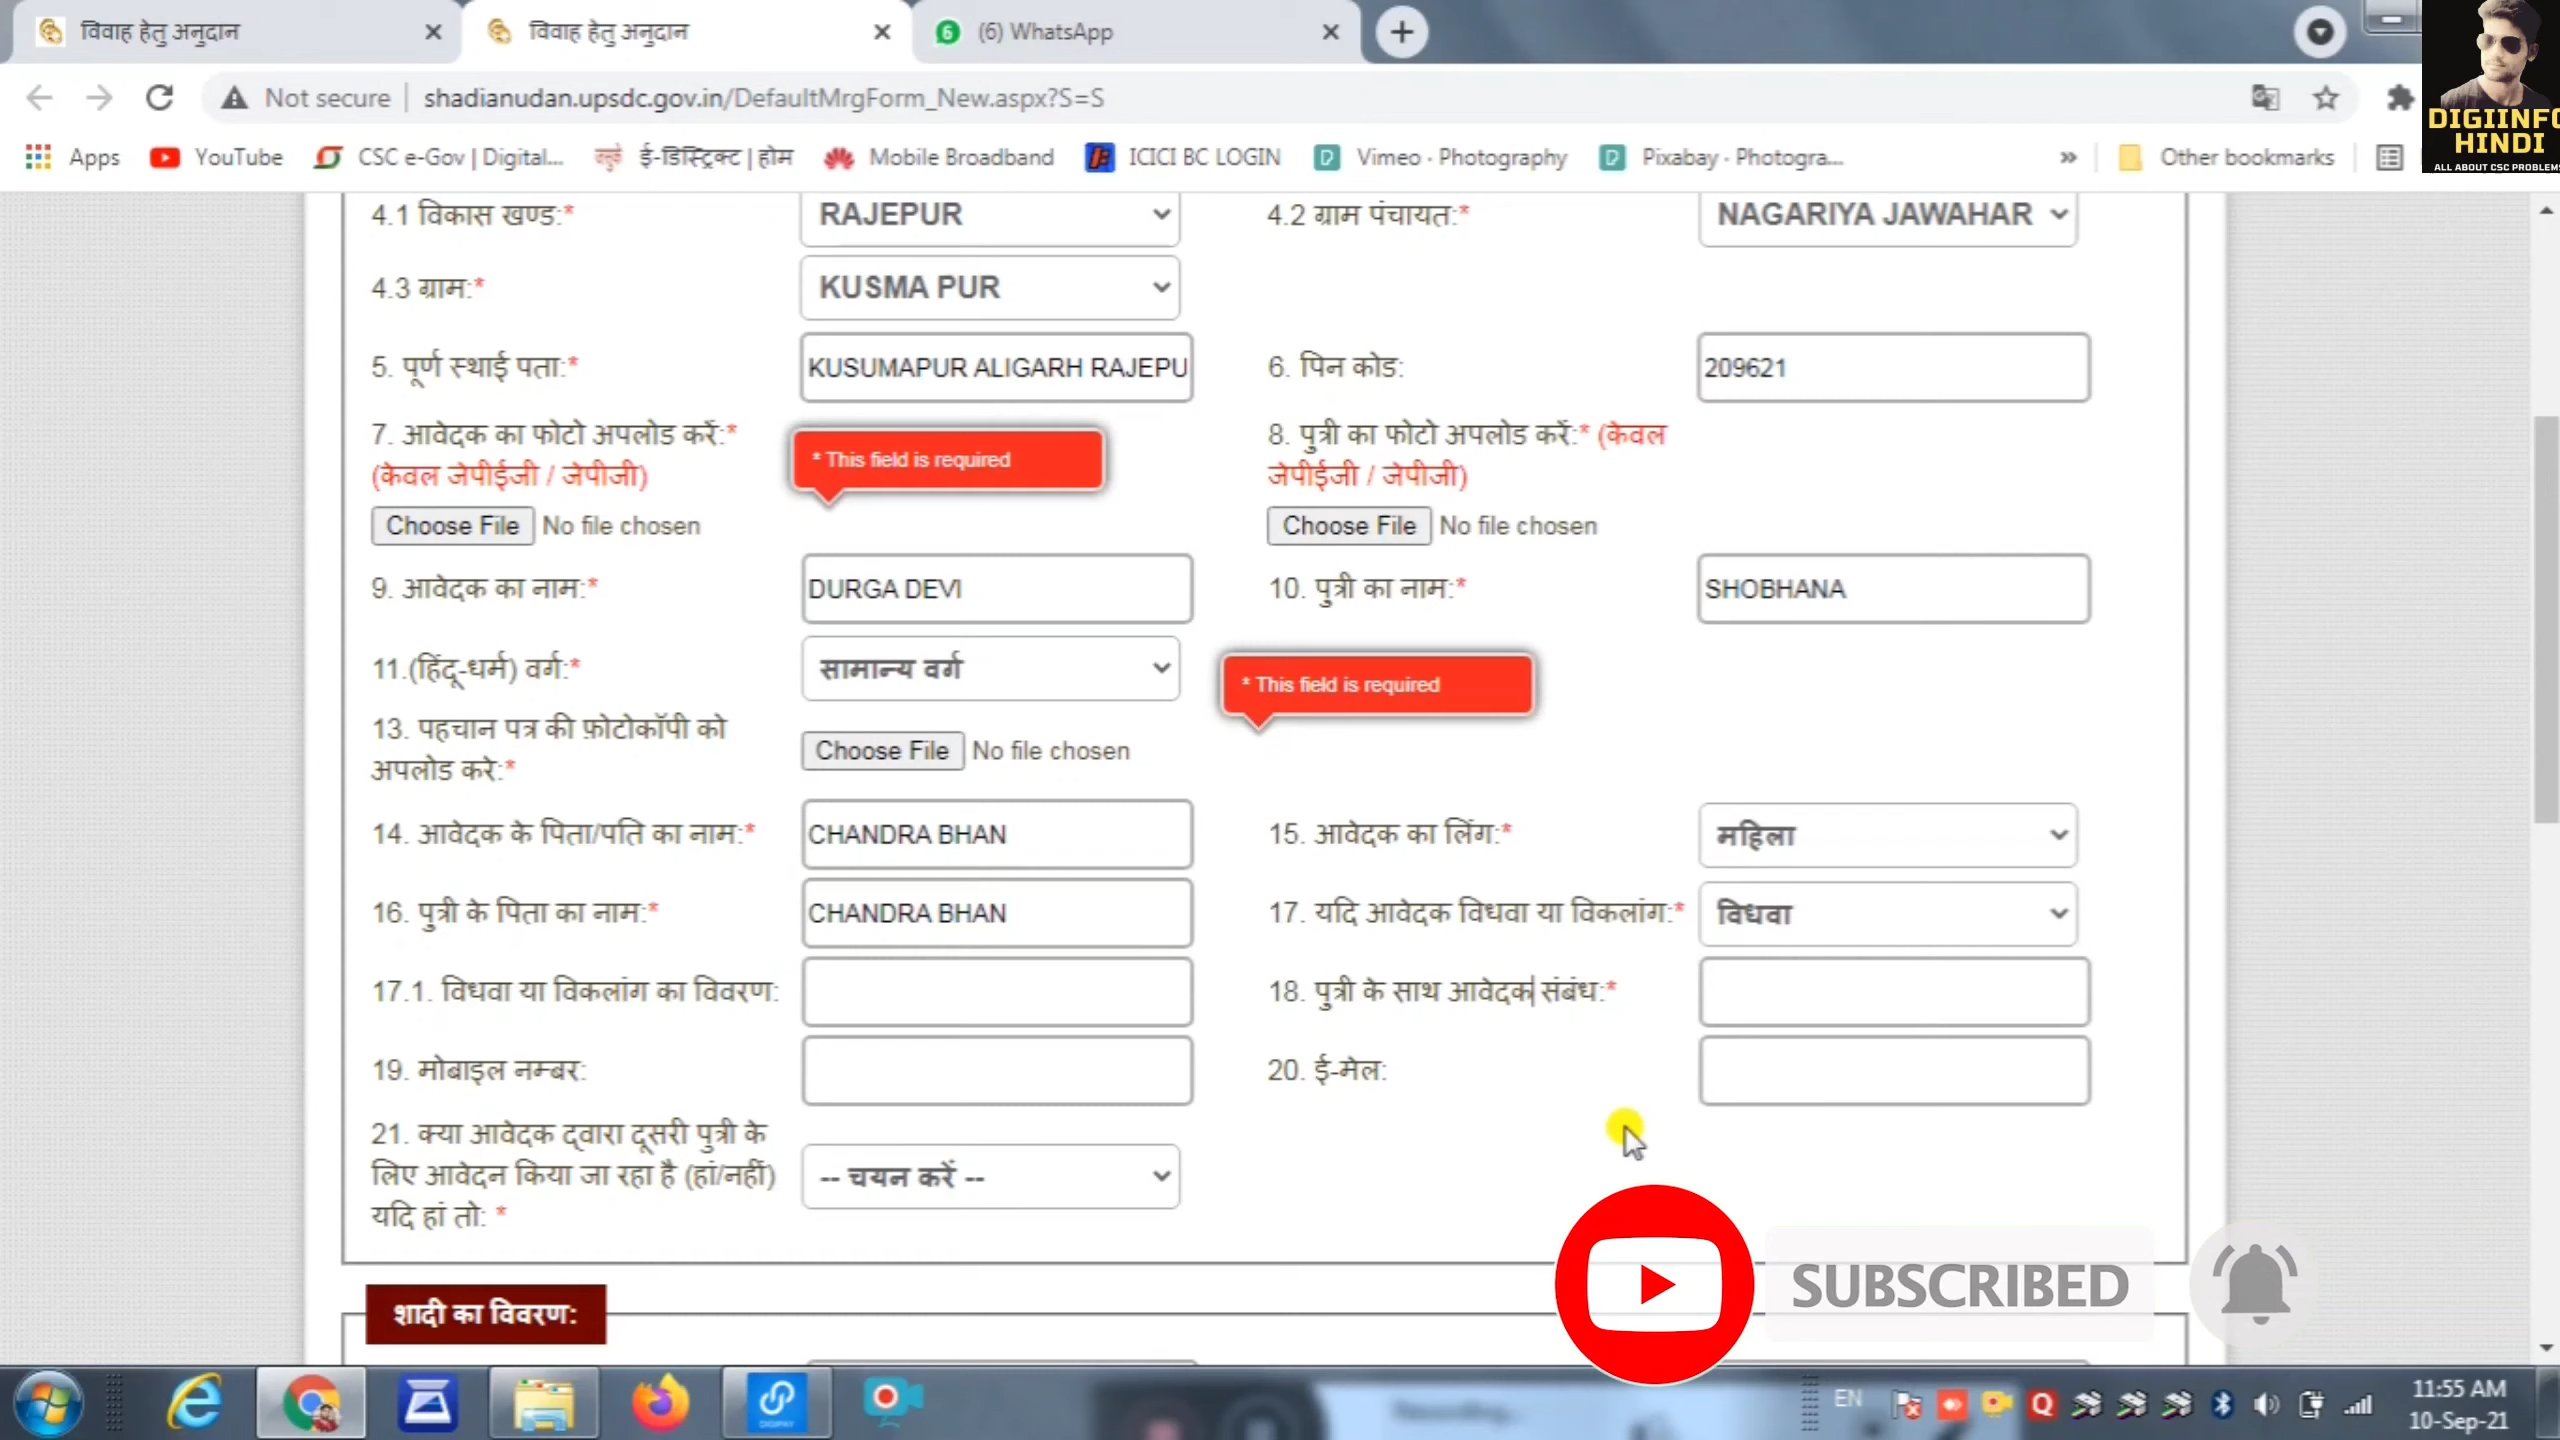 विवाह हेतु अनुदान
विवाह हेतु अनुदान
(6) WhatsApp
Not secure
shadianudan.upsdc.gov.in/DefaultMrgForm_New.aspx?S=S
DIGIINFO
HINDI
ALL ABOUT CSC PROBLEMS
Apps YouTube CSC e-Gov | Digital... ई-डिस्ट्रिक्ट | होम Mobile Broadband ICICI BC LOGIN Vimeo · Photography Pixabay · Photogra... » Other bookmarks
4.1 विकास खण्ड:* RAJEPUR 4.2 ग्राम पंचायत:* NAGARIYA JAWAHAR
4.3 ग्राम:* KUSMA PUR
5. पूर्ण स्थाई पता:* KUSUMAPUR ALIGARH RAJEPU 6. पिन कोड: 209621
7. आवेदक का फोटो अपलोड करें:* * This field is required 8. पुत्री का फोटो अपलोड करें:* (केवल
(केवल जेपीईजी / जेपीजी) जेपीईजी / जेपीजी)
Choose File No file chosen Choose File No file chosen
9. आवेदक का नाम:* DURGA DEVI 10. पुत्री का नाम:* SHOBHANA
11.(हिंदू-धर्म) वर्ग:* सामान्य वर्ग * This field is required
13. पहचान पत्र की फ़ोटोकॉपी को
अपलोड करे:* Choose File No file chosen
14. आवेदक के पिता/पति का नाम:* CHANDRA BHAN 15. आवेदक का लिंग:* महिला
16. पुत्री के पिता का नाम:* CHANDRA BHAN 17. यदि आवेदक विधवा या विकलांग:* विधवा
17.1. विधवा या विकलांग का विवरण: 18. पुत्री के साथ आवेदक संबंध:*
19. मोबाइल नम्बर: 20. ई-मेल:
21. क्या आवेदक द्वारा दूसरी पुत्री के
लिए आवेदन किया जा रहा है (हां/नहीं) -- चयन करें --
यदि हां तो: *
SUBSCRIBED
शादी का विवरण:
EN
11:55 AM
10-Sep-21